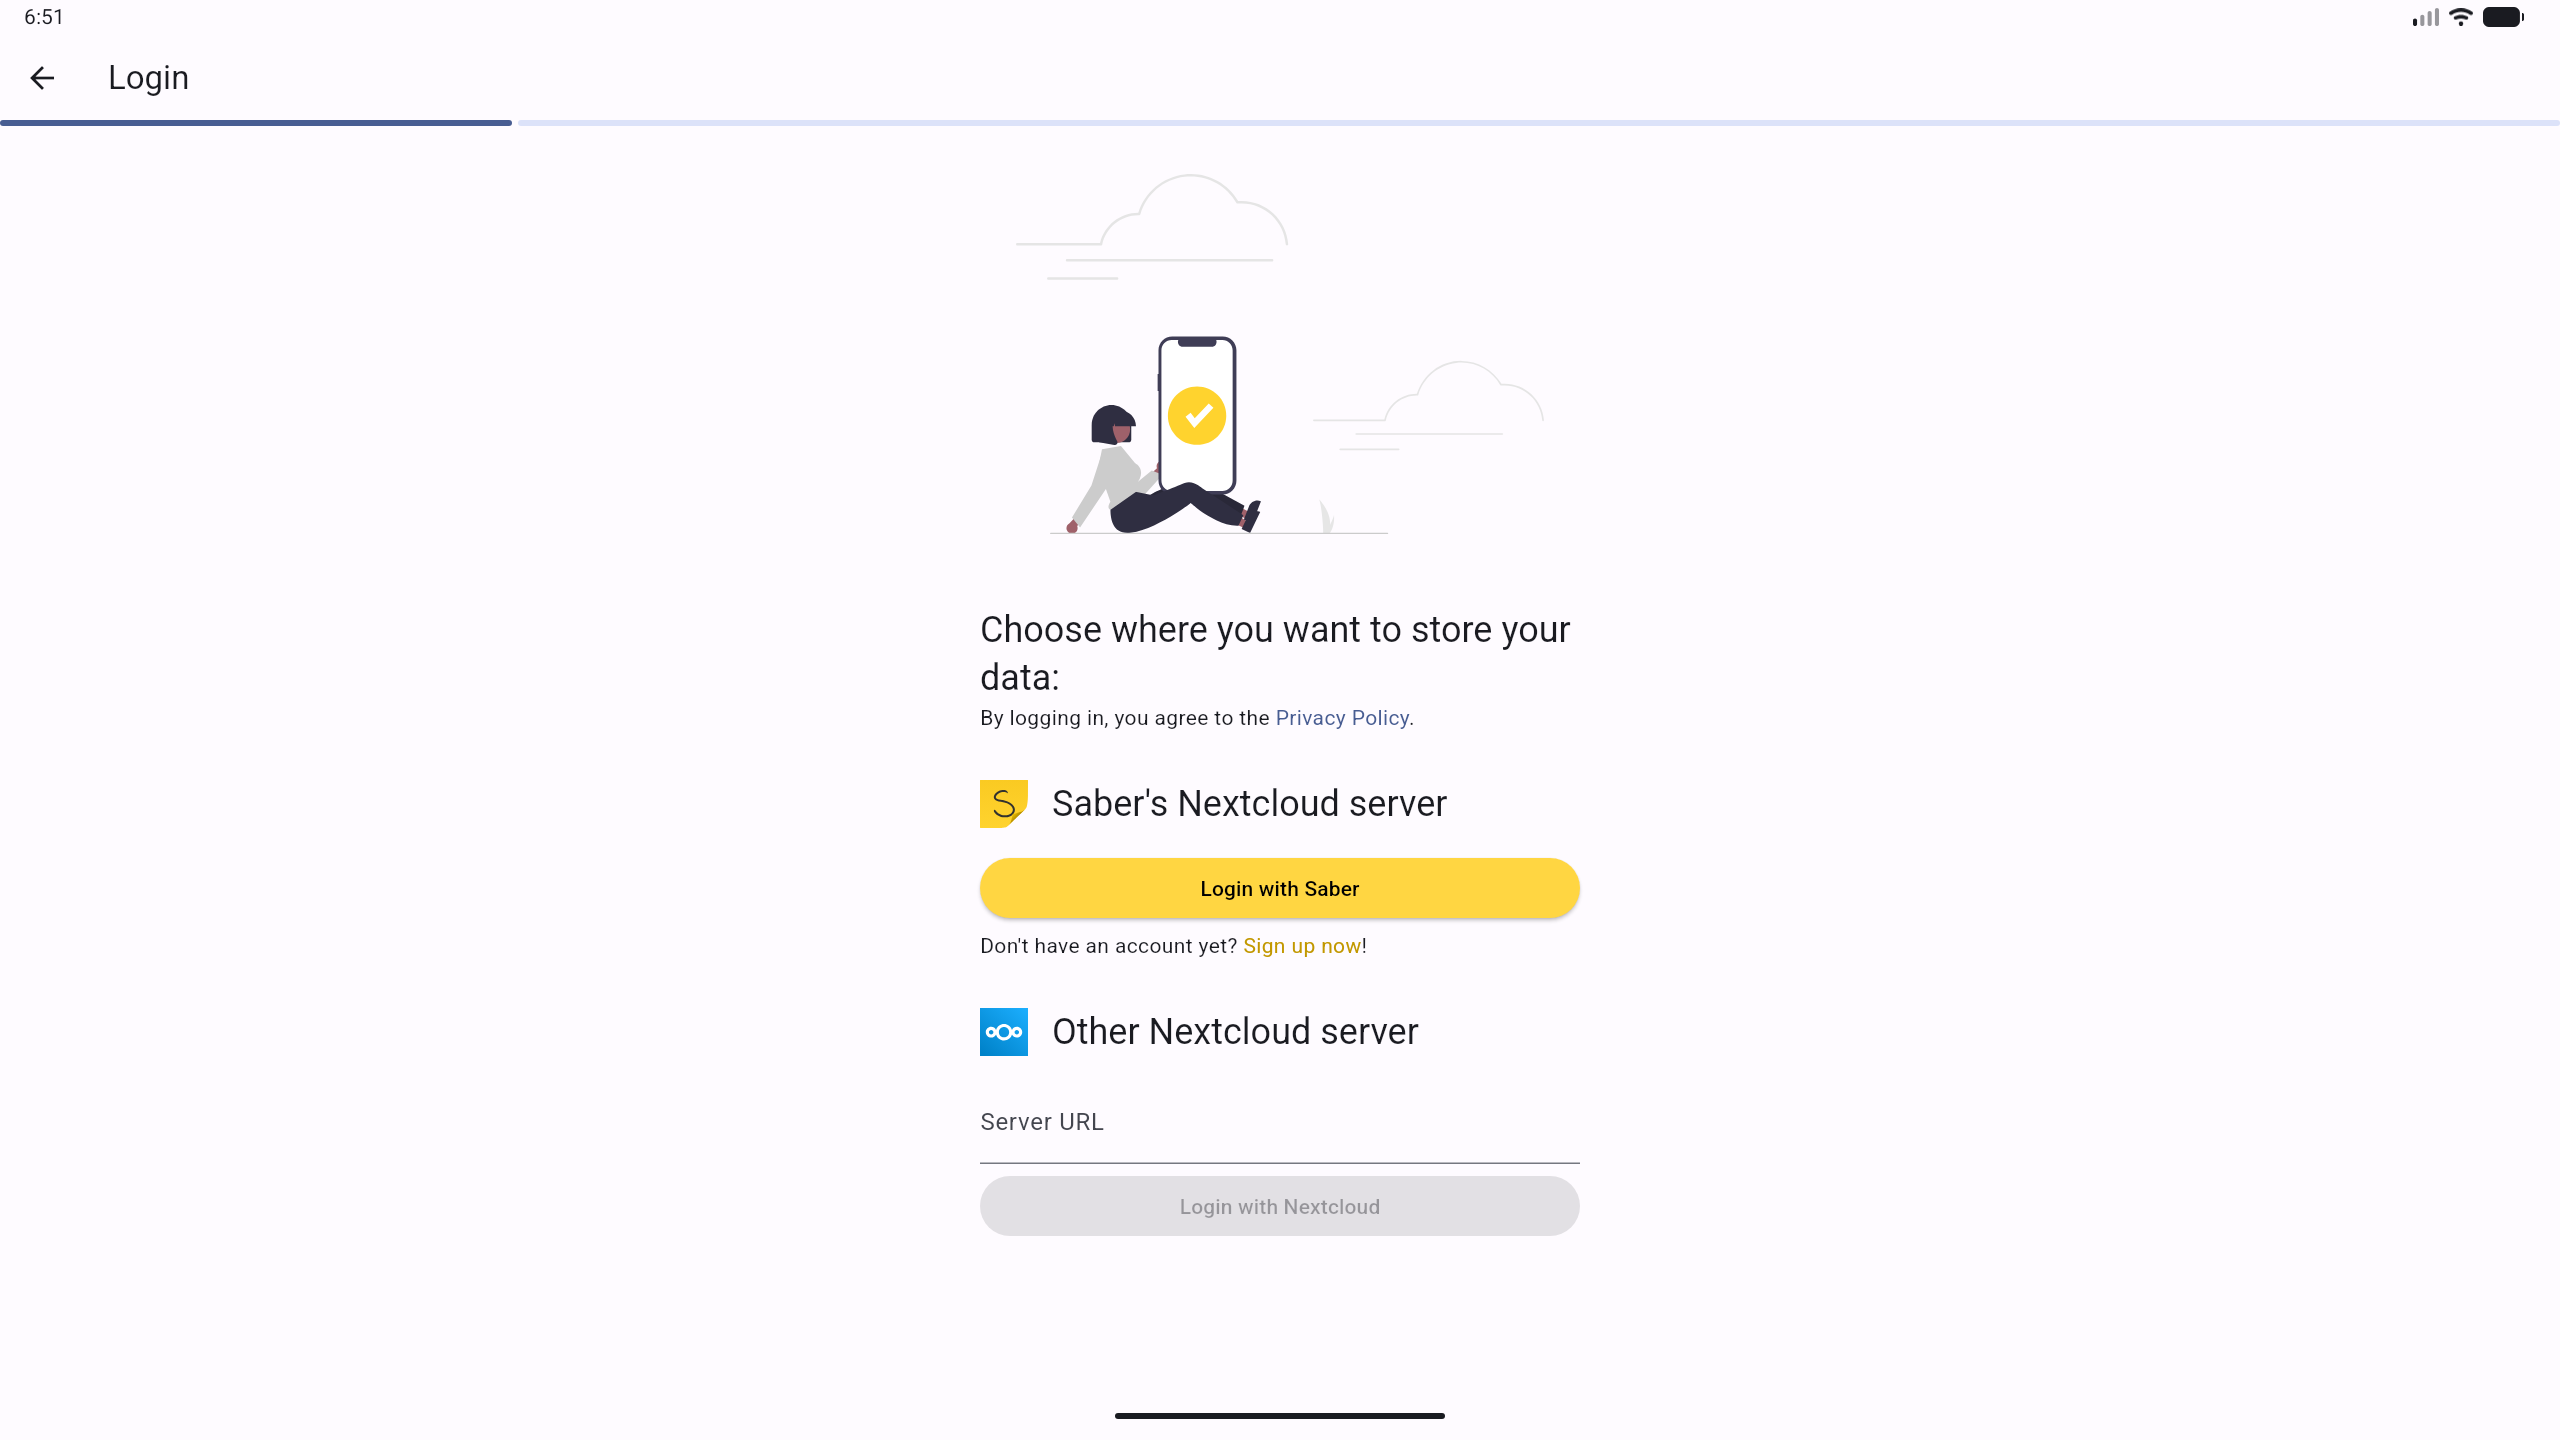 6:51
Login
Choose where you want to store your
data:
By logging in, you agree to the Privacy Policy.
S
Saber's Nextcloud server
Login with Saber
Don't have an account yet? Sign up now!
Other Nextcloud server
Server URL
Login with Nextcloud